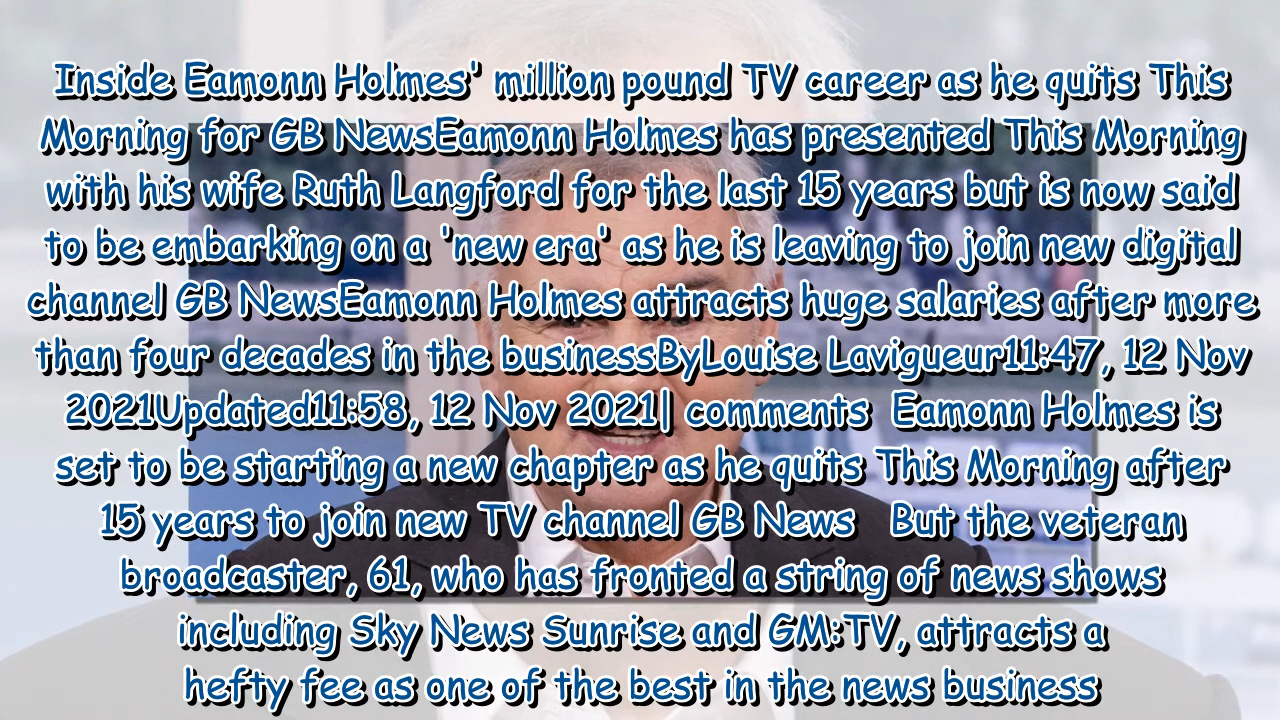 Inside Eamonn Holmes' million pound TV career as he quits This
Morning for GB NewsEamonn Holmes has presented This Morning
with his wife Ruth Langford for the last 15 years but is now said
to be embarking on a 'new era' as he is leaving to join new digital
channel GB NewsEamonn Holmes attracts huge salaries after more
than four decades in the businessByLouise Lavigueur11:47, 12 Nov
2021Updated11:58, 12 Nov 2021| comments  Eamonn Holmes is
set to be starting a new chapter as he quits This Morning after
15 years to join new TV channel GB News   But the veteran
broadcaster, 61, who has fronted a string of news shows
including Sky News Sunrise and GM:TV, attracts a
hefty fee as one of the best in the news business